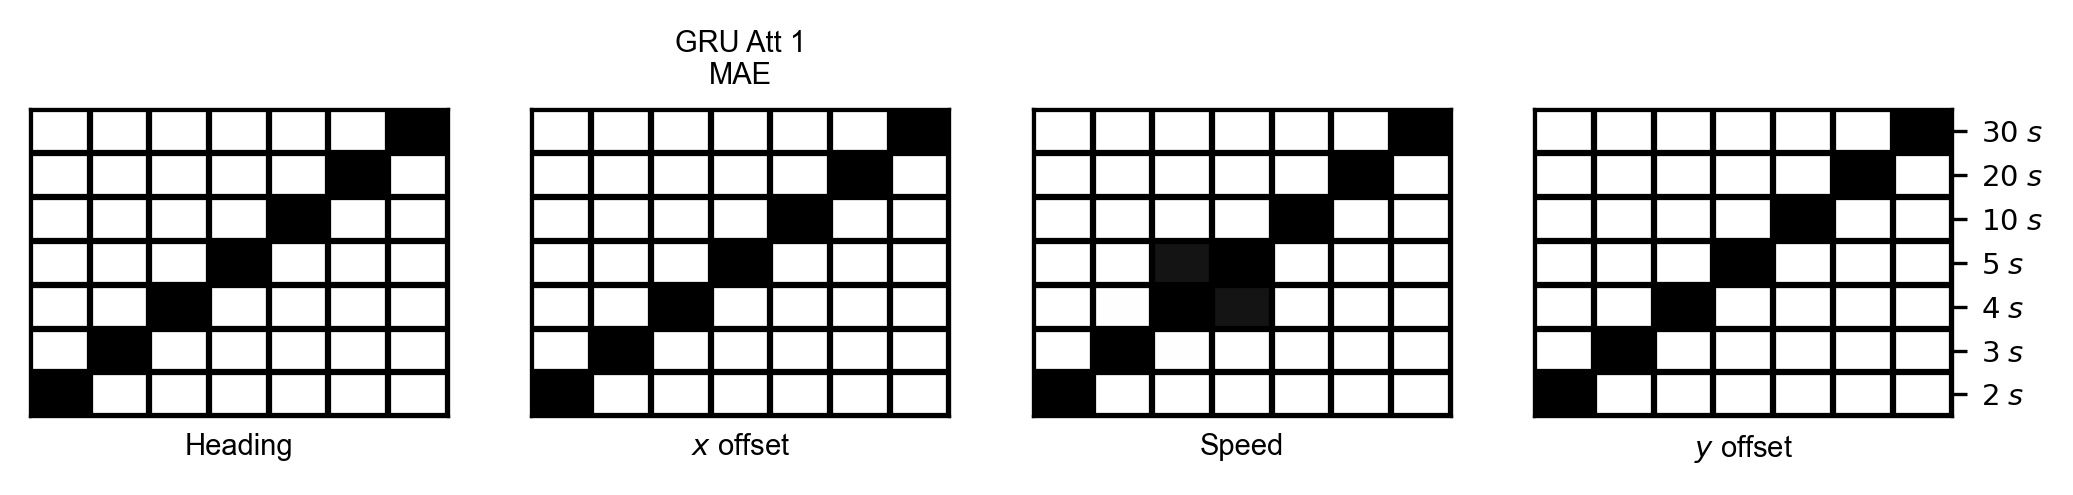 GRU Att 1
MAE
30 s
20 s
10 s
5 s
4 s
3 s
2 s
Heading
x offset
Speed
y offset